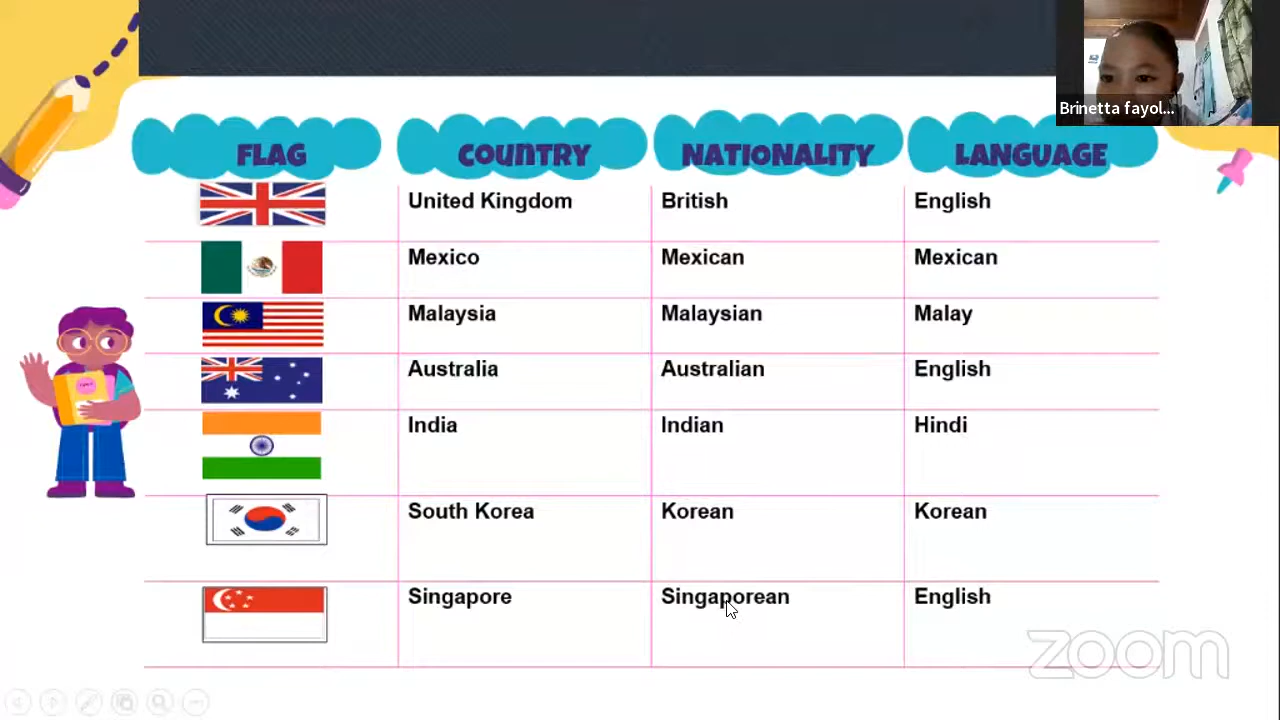 Brinetta fayol...
FLAG COUNTRY NATIONALITY LANGUAGE
United Kingdom British English
Mexico Mexican Mexican
Malaysia Malaysian Malay
Australia Australian English
India Indian Hindi
South Korea Korean Korean
Singapore Singaporean English
zoom